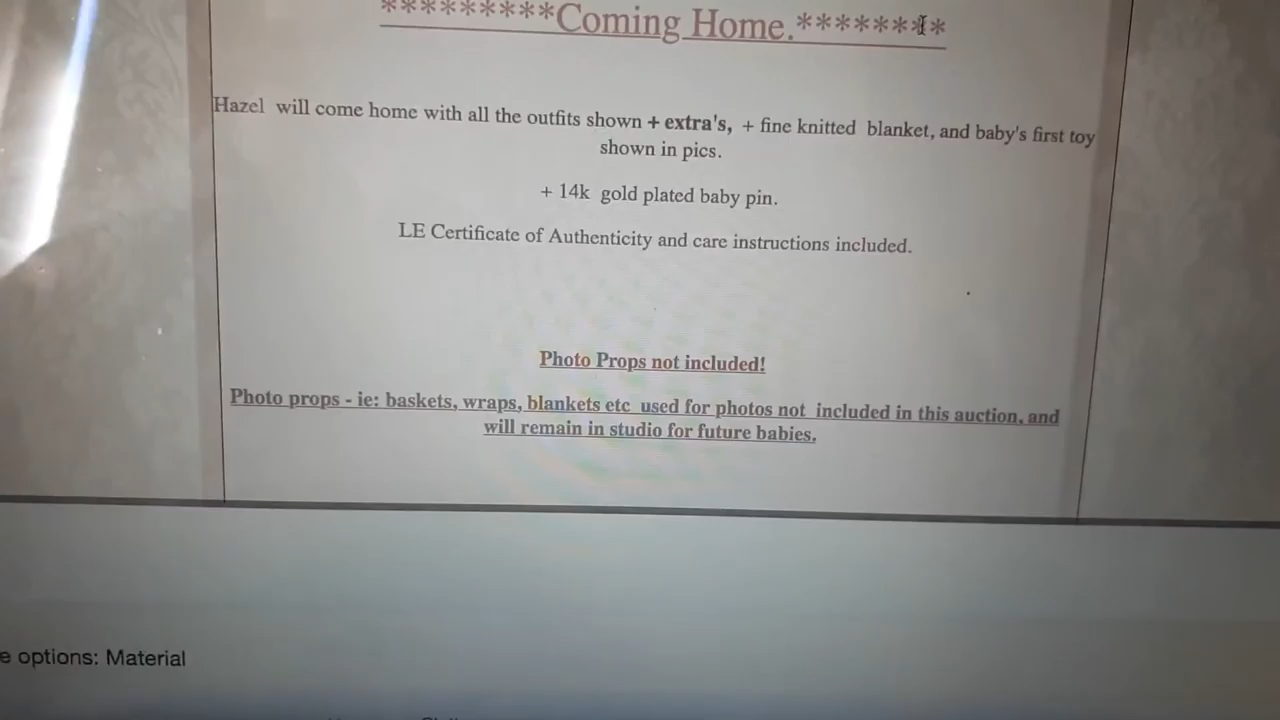 *********Coming Home.********
Hazel will come home with all the outfits shown + extra's, + fine knitted blanket, and baby's first toy
shown in pics.
+ 14k gold plated baby pin.
LE Certificate of Authenticity and care instructions included.
Photo Props not included!
Photo props - ie: baskets, wraps, blankets etc used for photos not included in this auction, and
will remain in studio for future babies.
e options: Material